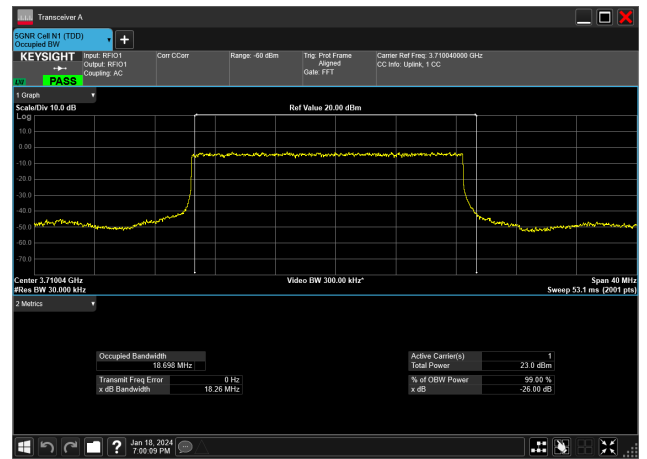 Transceiver A
5GNR Cell N1 (TDD)
Occupied BW
KEYSIGHT Input: RFIO1 Corr CCorr Range: -60 dBm Trig: Prot Frame Carrier Ref Freq: 3.710040000 GHz
Output: RFIO1 Aligned CC Info: Uplink, 1 CC
Coupling: AC Gate: FFT
PASS
1 Graph
Scale/Div 10.0 dB Ref Value 20.00 dBm
Log
10.0
0.00
-10.0
-20.0
-30.0
-40.0
-50.0
-60.0
-70.0
Center 3.71004 GHz Video BW 300.00 kHz* Span 40 MHz
#Res BW 30.000 kHz Sweep 53.1 ms (2001 pts)
2 Metrics
Occupied Bandwidth Active Carrier(s) 1
18.698 MHz Total Power 23.0 dBm
Transmit Freq Error 0 Hz % of OBW Power 99.00 %
x dB Bandwidth 18.26 MHz x dB -26.00 dB
Jan 18, 2024
7:00:09 PM